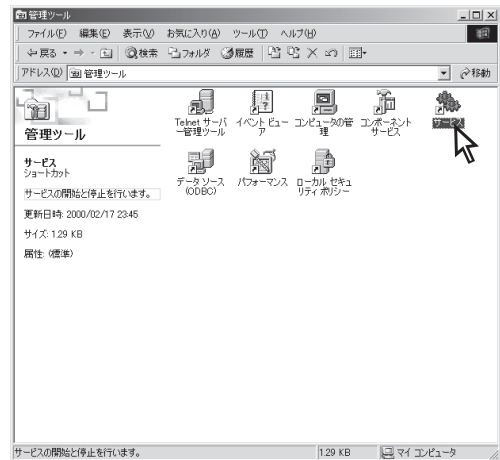 管理ツール
ファイル(F) 編集(E) 表示(V) お気に入り(A) ツール(T) ヘルプ(H)
戻る 検索 フォルダ 履歴
アドレス(D) 管理ツール 移動
管理ツール
サービス
ショートカット
サービスの開始と停止を行います。
更新日時: 2000/02/17 23:45
サイズ: 1.29 KB
属性: (標準)
Telnet サーバ
ー管理ツール
イベント ビュー
ア
コンピュータの管
理
コンポーネント
サービス
サービス
データ ソース
(ODBC)
パフォーマンス
ローカル セキュ
リティ ポリシー
サービスの開始と停止を行います。 1.29 KB マイ コンピュータ